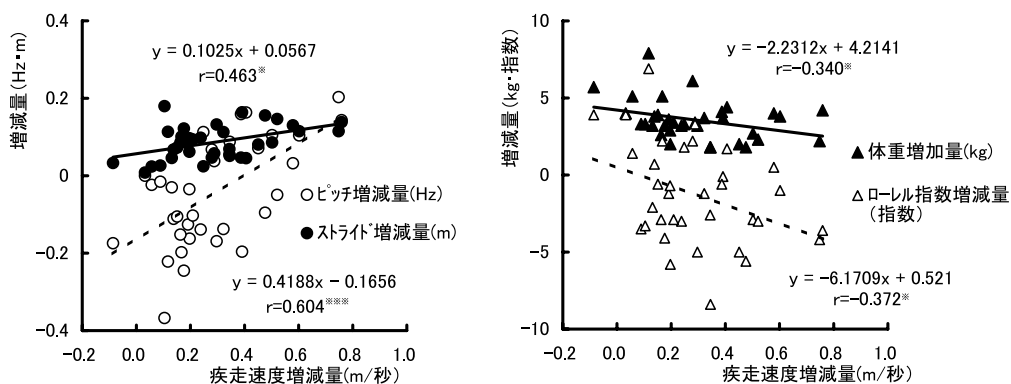 増減量(Hz・m)
0.4
0.2
0.0
-0.2
-0.4
y = 0.1025x + 0.0567
r=0.463※
○ピッチ増減量(Hz)
●ストライド増減量(m)
y = 0.4188x − 0.1656
r=0.604※※※
-0.2 0.0 0.2 0.4 0.6 0.8 1.0
疾走速度増減量(m/秒)
増減量(kg・指数)
10
5
0
-5
-10
y = -2.2312x + 4.2141
r=-0.340※
▲体重増加量(kg)
△ローレル指数増減量
(指数)
y = -6.1709x + 0.521
r=-0.372※
-0.2 0.0 0.2 0.4 0.6 0.8 1.0
疾走速度増減量(m/秒)